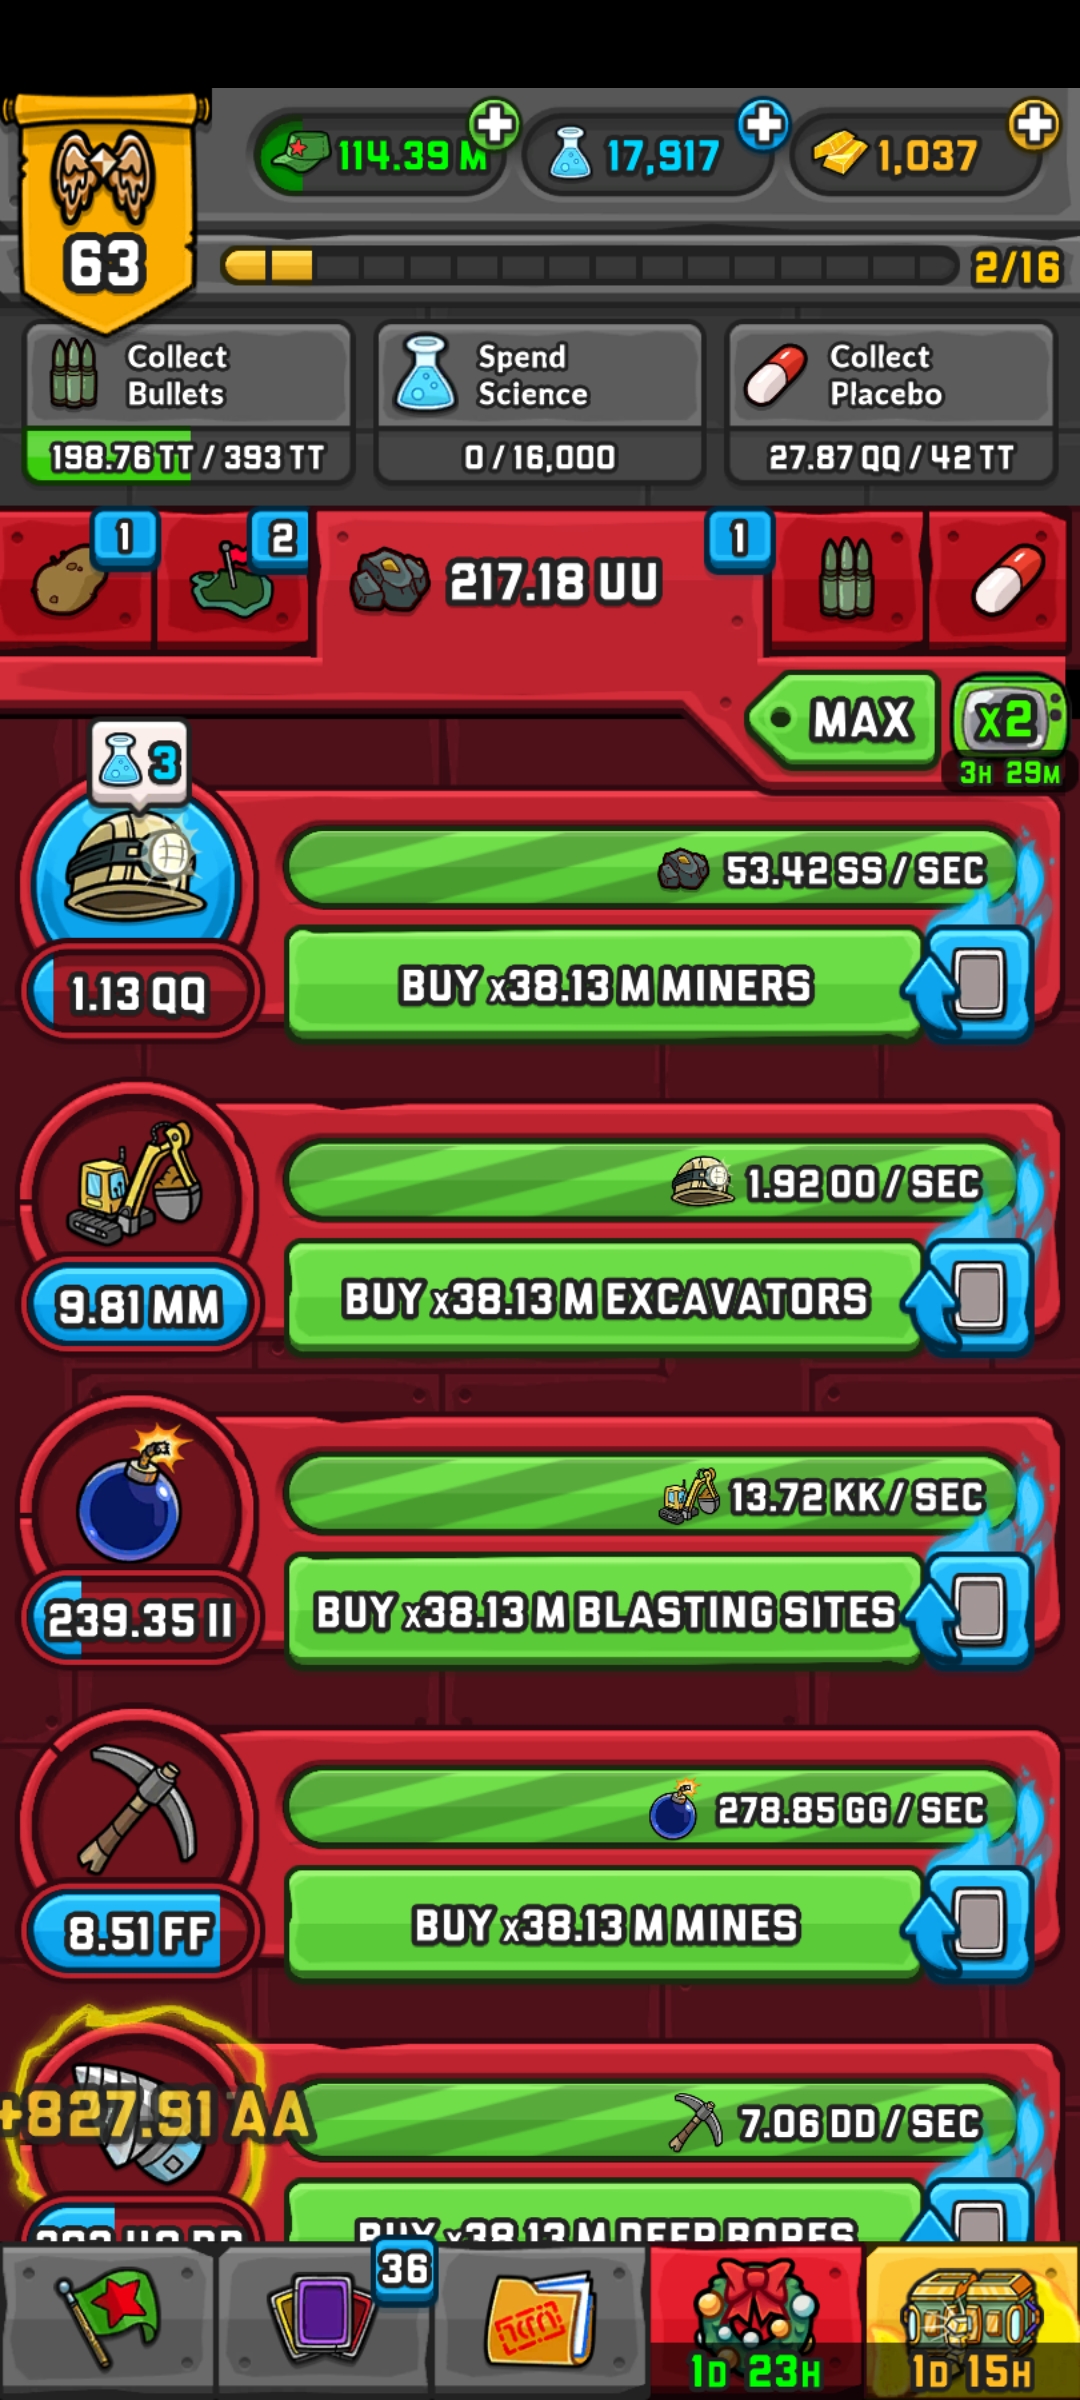 114.39 M
17,917
1,037
63
2/16
Collect
Bullets
Spend
Science
Collect
Placebo
198.76 TT / 393 TT
0 / 16,000
27.87 QQ / 42 TT
1
2
217.18 UU
1
MAX
x2
3H 29M
3
53.42 SS / SEC
1.13 QQ
BUY x38.13 M MINERS
1.92 OO / SEC
9.81 MM
BUY x38.13 M EXCAVATORS
13.72 KK / SEC
239.35 II
BUY x38.13 M BLASTING SITES
278.85 GG / SEC
8.51 FF
BUY x38.13 M MINES
+827.91 AA
7.06 DD / SEC
BUY x38.13 M DEEP BORES
36
1D 23H
1D 15H